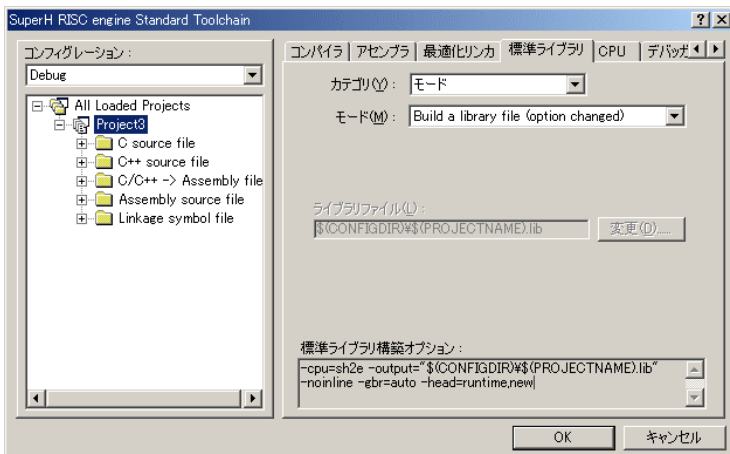 SuperH RISC engine Standard Toolchain
コンフィグレーション :
Debug
All Loaded Projects
Project3
C source file
C++ source file
C/C++ -> Assembly file
Assembly source file
Linkage symbol file
コンパイラ アセンブラ 最適化リンカ 標準ライブラリ CPU デバッガ
カテゴリ(Y) : モード
モード(M) : Build a library file (option changed)
ライブラリファイル(L) :
$(CONFIGDIR)¥$(PROJECTNAME).lib 変更(D)......
標準ライブラリ構築オプション :
-cpu=sh2e -output="$(CONFIGDIR)¥$(PROJECTNAME).lib"
-noinline -gbr=auto -head=runtime,new
OK キャンセル